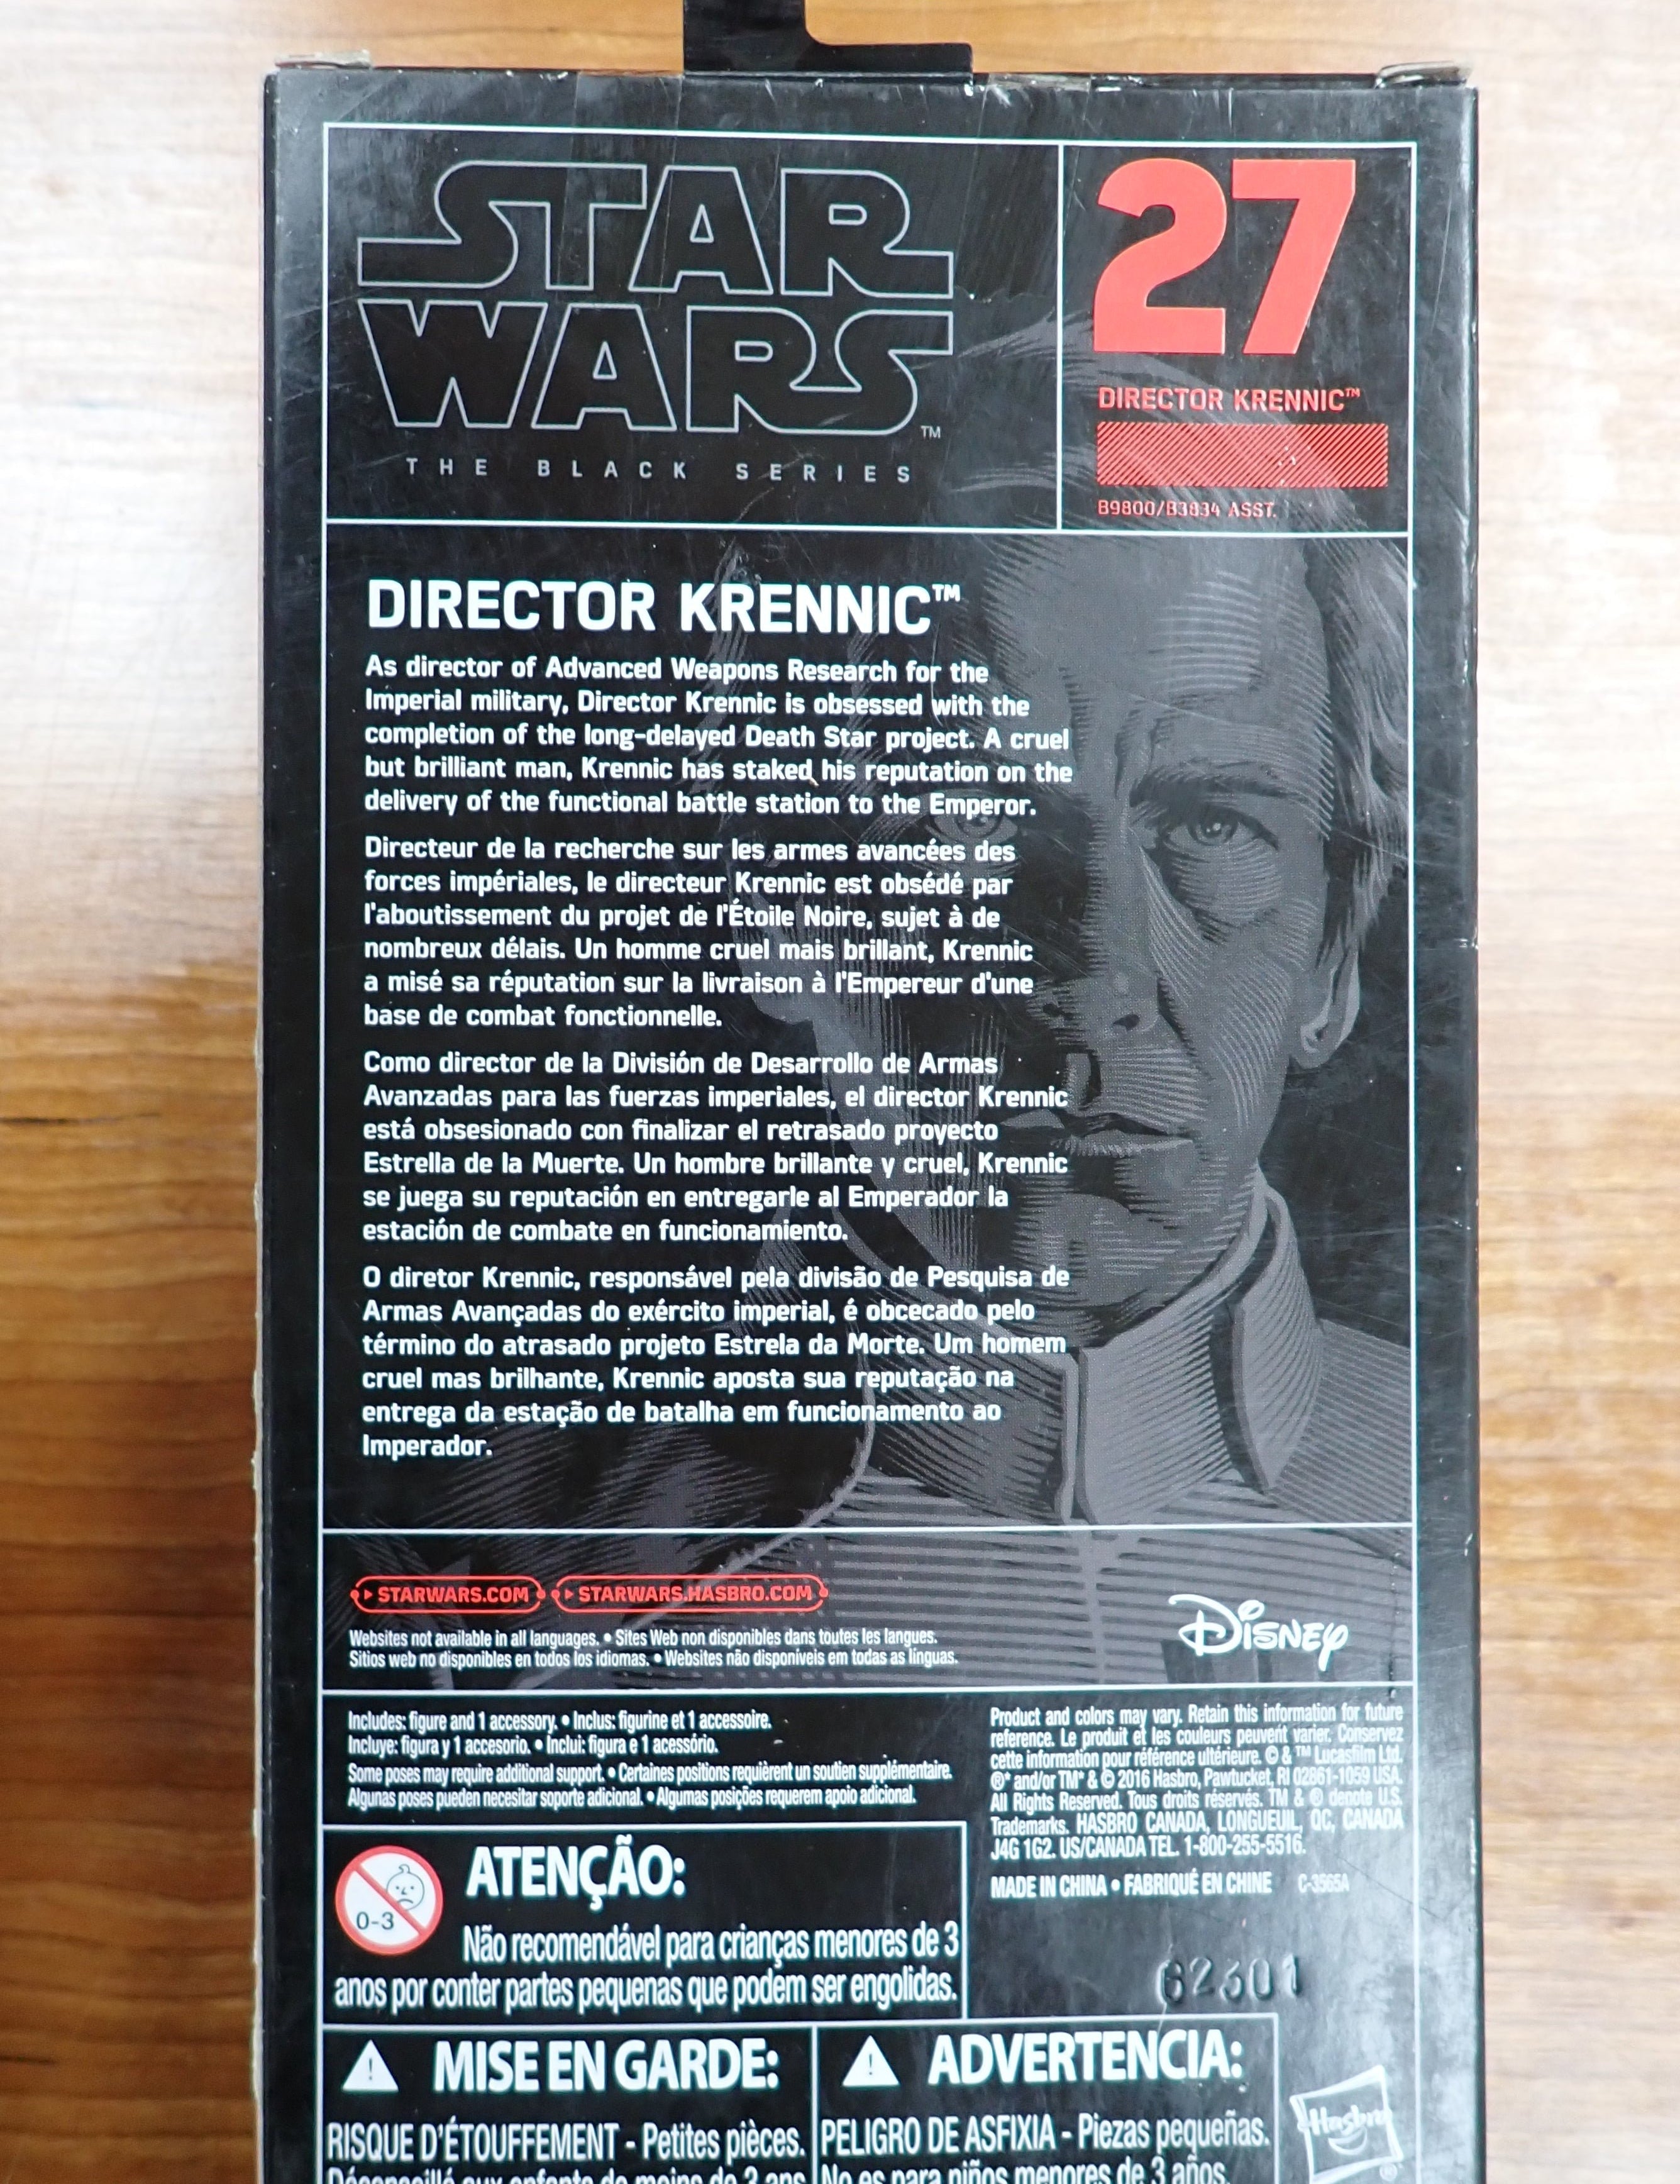 STAR
WARS™
THE BLACK SERIES
27
DIRECTOR KRENNIC™
B9800/B3834 ASST.
DIRECTOR KRENNIC™
As director of Advanced Weapons Research for the
Imperial military, Director Krennic is obsessed with the
completion of the long-delayed Death Star project. A cruel
but brilliant man, Krennic has staked his reputation on the
delivery of the functional battle station to the Emperor.
Directeur de la recherche sur les armes avancées des
forces impériales, le directeur Krennic est obsédé par
l'aboutissement du projet de l'Étoile Noire, sujet à de
nombreux délais. Un homme cruel mais brillant, Krennic
a misé sa réputation sur la livraison à l'Empereur d'une
base de combat fonctionnelle.
Como director de la División de Desarrollo de Armas
Avanzadas para las fuerzas imperiales, el director Krennic
está obsesionado con finalizar el retrasado proyecto
Estrella de la Muerte. Un hombre brillante y cruel, Krennic
se juega su reputación en entregarle al Emperador la
estación de combate en funcionamiento.
O diretor Krennic, responsável pela divisão de Pesquisa de
Armas Avançadas do exército imperial, é obcecado pelo
término do atrasado projeto Estrela da Morte. Um homem
cruel mas brilhante, Krennic aposta sua reputação na
entrega da estação de batalha em funcionamento ao
Imperador.
STARWARS.COM STARWARS.HASBRO.COM
Websites not available in all languages. • Sites Web non disponibles dans toutes les langues.
Sitios web no disponibles en todos los idiomas. • Websites não disponíveis em todas as línguas.
Disney
Includes: figure and 1 accessory. • Inclus: figurine et 1 accessoire.
Incluye: figura y 1 accesorio. • Inclui: figura e 1 acessório.
Some poses may require additional support. • Certaines positions requièrent un soutien supplémentaire.
Algunas poses pueden necesitar soporte adicional. • Algumas posições requerem apoio adicional.
Product and colors may vary. Retain this information for future
reference. Le produit et les couleurs peuvent varier. Conservez
cette information pour référence ultérieure. © & ™ Lucasfilm Ltd.
®* and/or TM* & © 2016 Hasbro, Pawtucket, RI 02861-1059 USA.
All Rights Reserved. Tous droits réservés. TM & ® denote U.S.
Trademarks. HASBRO CANADA, LONGUEUIL, QC, CANADA
J4G 1G2. US/CANADA TEL. 1-800-255-5516.
MADE IN CHINA • FABRIQUÉ EN CHINE C-3565A
62301
0-3
ATENÇÃO:
Não recomendável para crianças menores de 3
anos por conter partes pequenas que podem ser engolidas.
MISE EN GARDE:
RISQUE D'ÉTOUFFEMENT - Petites pièces.
Déconseillé aux enfants de moins de 3 ans.
ADVERTENCIA:
PELIGRO DE ASFIXIA - Piezas pequeñas.
No es para niños menores de 3 años.
Hasbro®